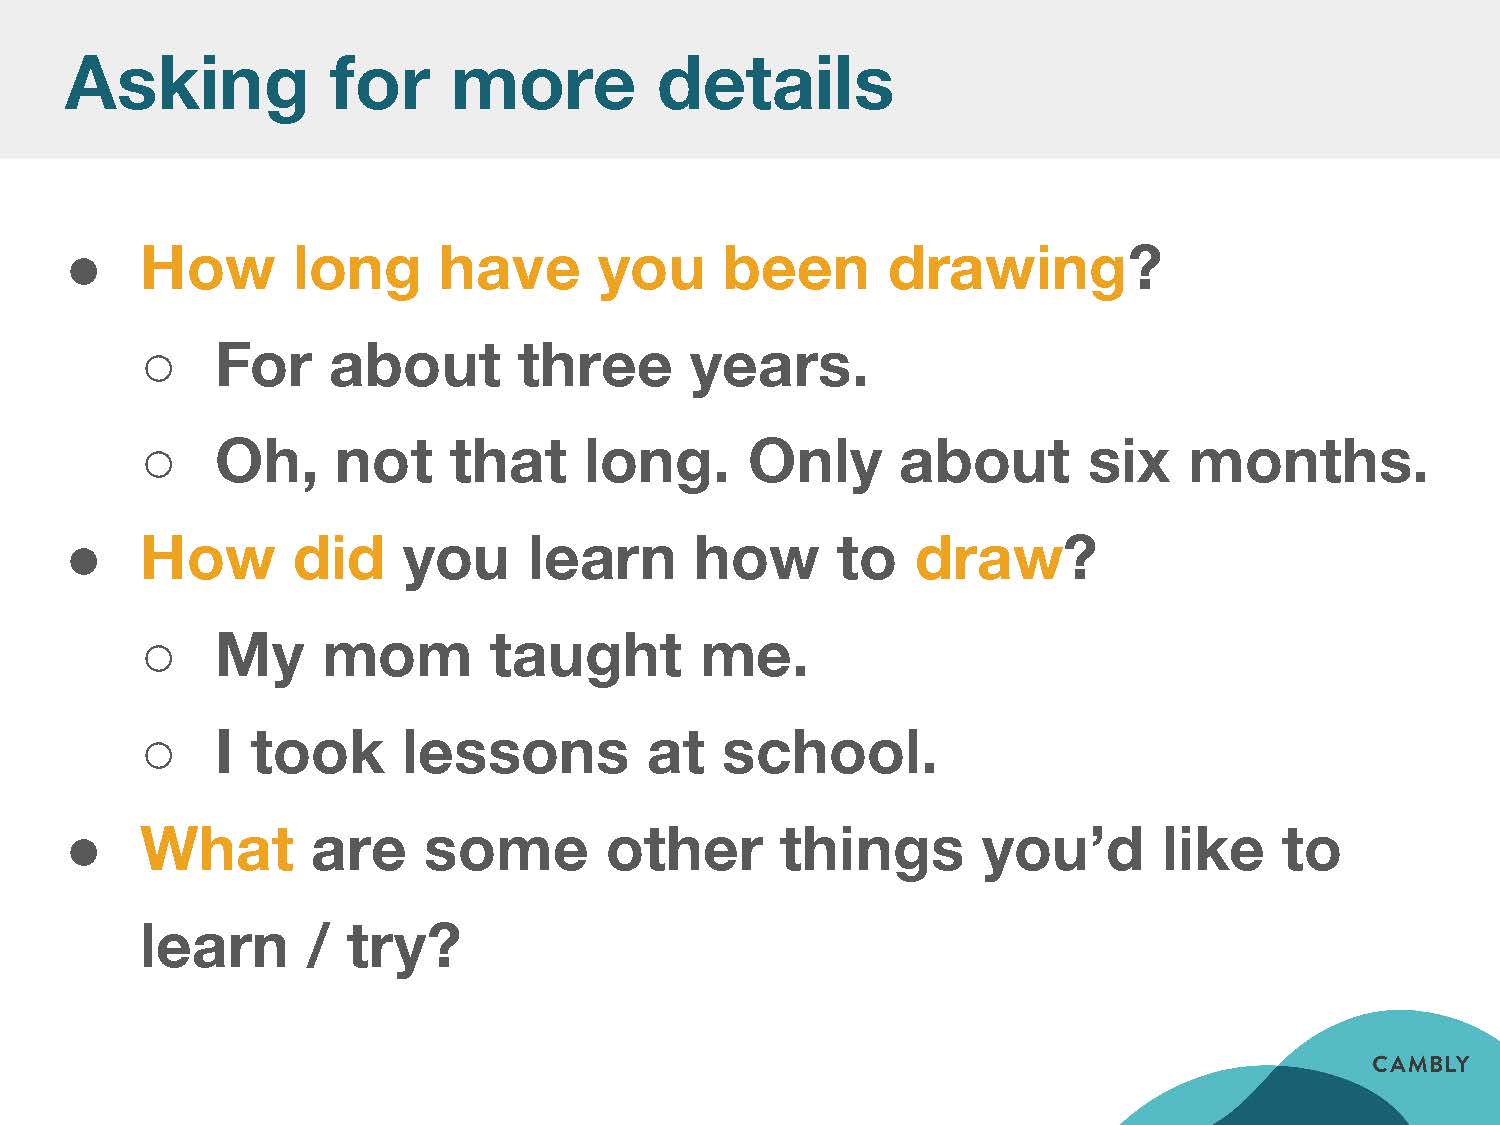 Asking for more details
● How long have you been drawing?
○ For about three years.
○ Oh, not that long. Only about six months.
● How did you learn how to draw?
○ My mom taught me.
○ I took lessons at school.
● What are some other things you’d like to
learn / try?
CAMBLY